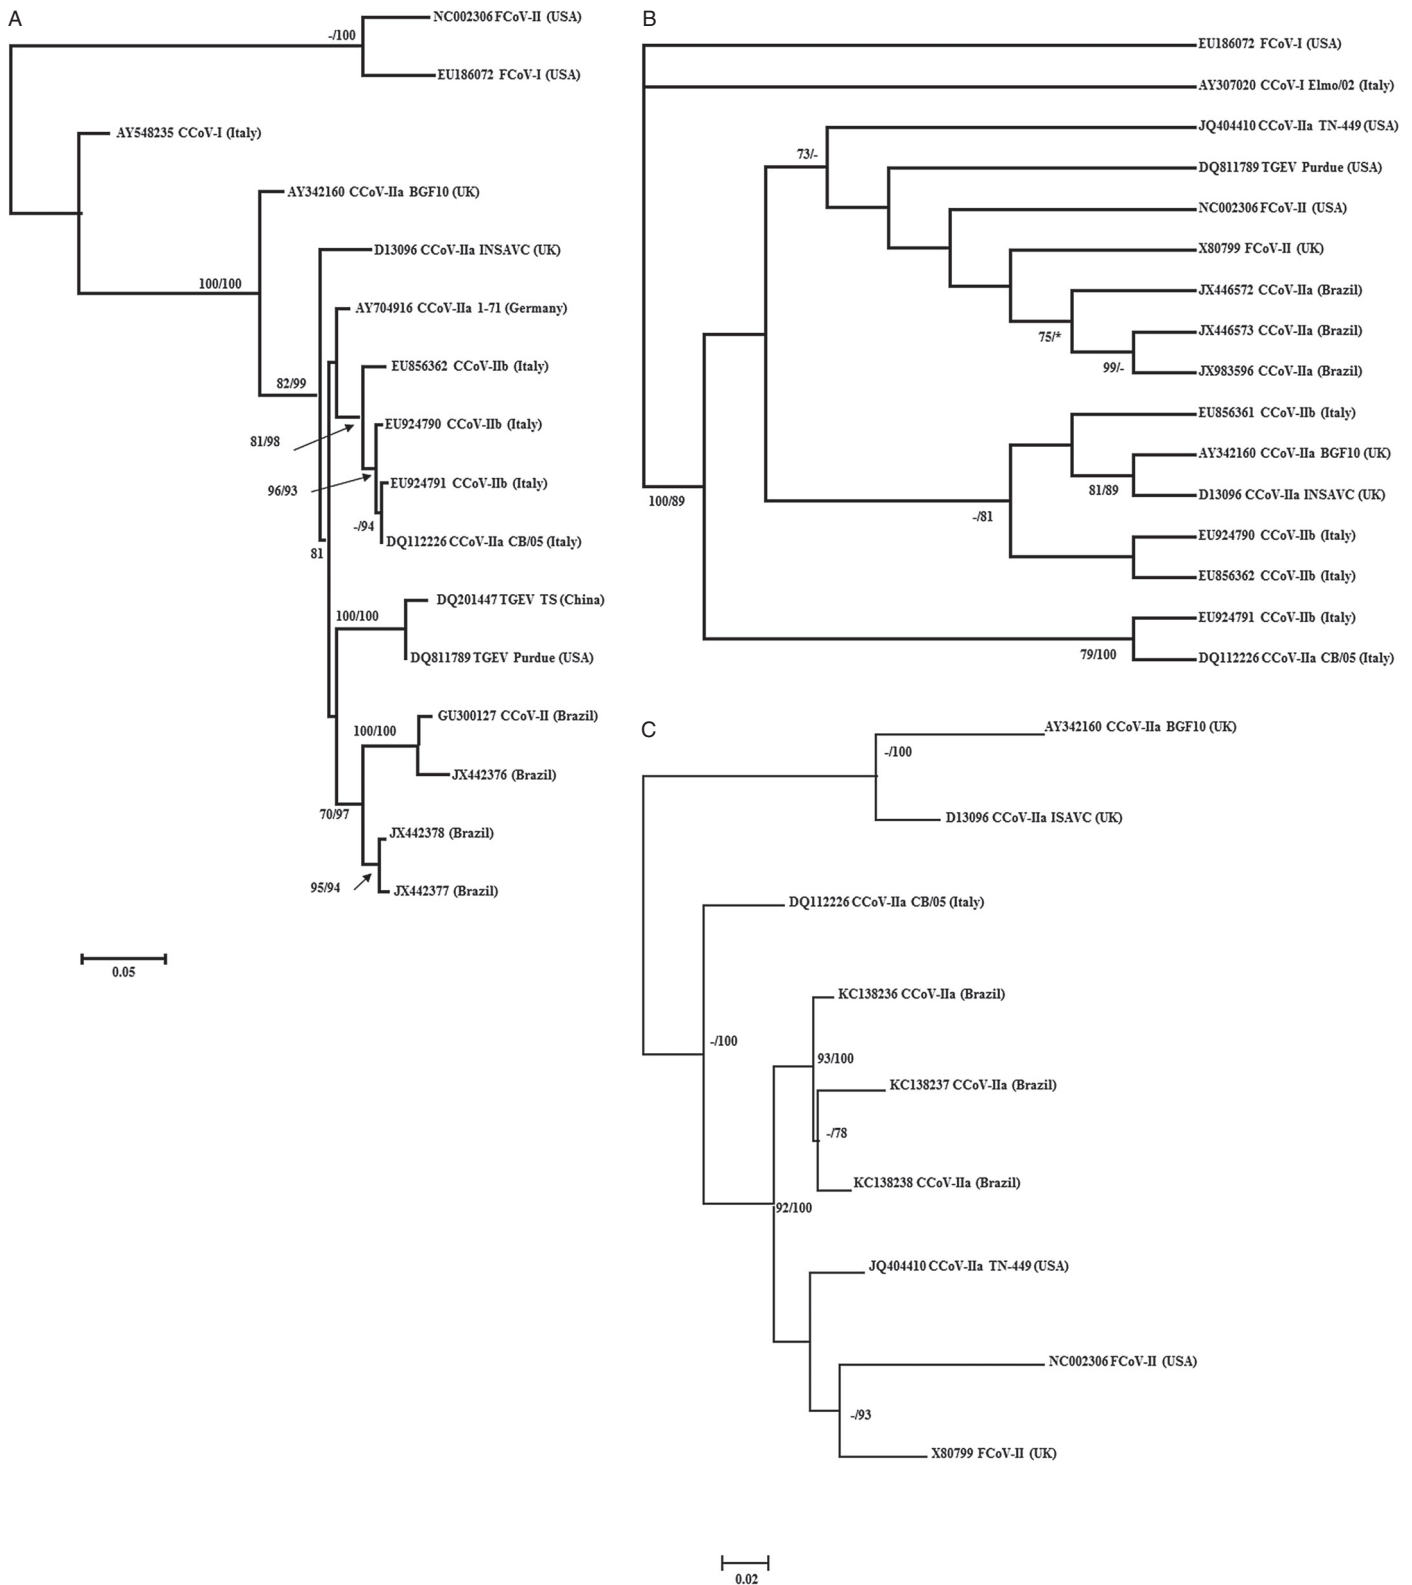 A
NC002306 FCoV-II (USA)
-/100
EU186072 FCoV-I (USA)
AY548235 CCoV-I (Italy)
AY342160 CCoV-IIa BGF10 (UK)
D13096 CCoV-IIa INSAVC (UK)
100/100
AY704916 CCoV-IIa 1-71 (Germany)
EU856362 CCoV-IIb (Italy)
82/99
EU924790 CCoV-IIb (Italy)
81/98
EU924791 CCoV-IIb (Italy)
96/93
-/94
DQ112226 CCoV-IIa CB/05 (Italy)
81
DQ201447 TGEV TS (China)
100/100
DQ811789 TGEV Purdue (USA)
GU300127 CCoV-II (Brazil)
100/100
JX442376 (Brazil)
70/97
JX442378 (Brazil)
95/94
JX442377 (Brazil)
0.05
B
EU186072 FCoV-I (USA)
AY307020 CCoV-I Elmo/02 (Italy)
JQ404410 CCoV-IIa TN-449 (USA)
73/-
DQ811789 TGEV Purdue (USA)
NC002306 FCoV-II (USA)
X80799 FCoV-II (UK)
JX446572 CCoV-IIa (Brazil)
JX446573 CCoV-IIa (Brazil)
75/*
99/-
JX983596 CCoV-IIa (Brazil)
EU856361 CCoV-IIb (Italy)
AY342160 CCoV-IIa BGF10 (UK)
81/89
D13096 CCoV-IIa INSAVC (UK)
100/89
-/81
EU924790 CCoV-IIb (Italy)
EU856362 CCoV-IIb (Italy)
EU924791 CCoV-IIb (Italy)
79/100
DQ112226 CCoV-IIa CB/05 (Italy)
C
AY342160 CCoV-IIa BGF10 (UK)
-/100
D13096 CCoV-IIa ISAVC (UK)
DQ112226 CCoV-IIa CB/05 (Italy)
KC138236 CCoV-IIa (Brazil)
-/100
93/100
KC138237 CCoV-IIa (Brazil)
-/78
KC138238 CCoV-IIa (Brazil)
92/100
JQ404410 CCoV-IIa TN-449 (USA)
NC002306 FCoV-II (USA)
-/93
X80799 FCoV-II (UK)
0.02